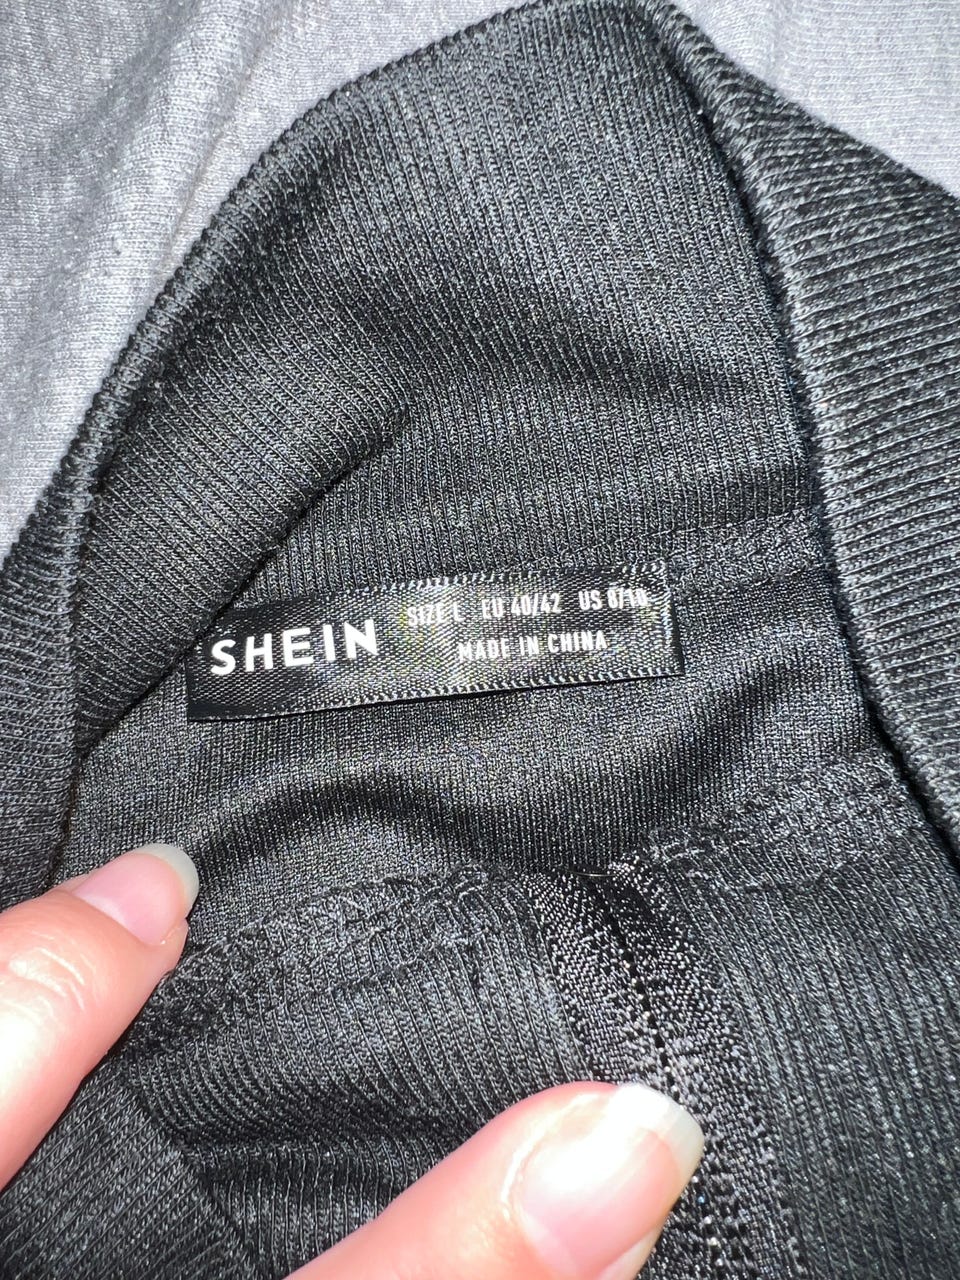 SHEIN
SIZE L EU 40/42 US 8/10
MADE IN CHINA